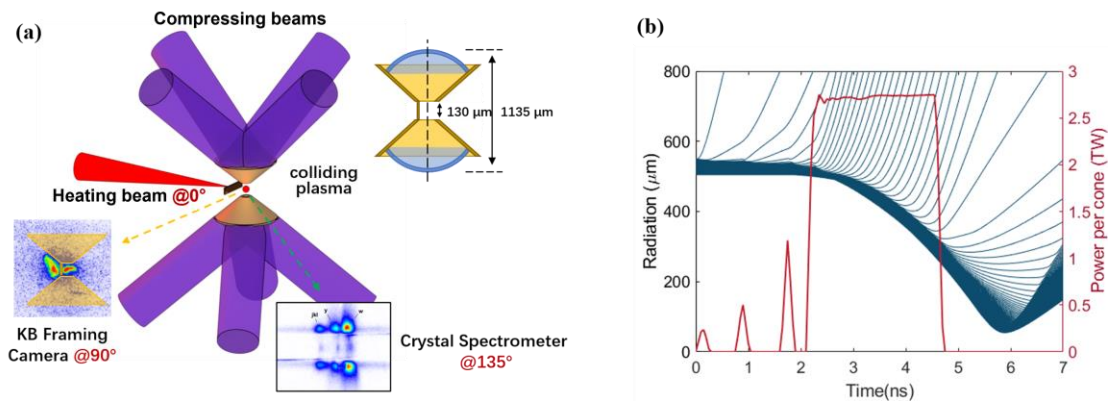 (a)
Compressing beams
130 μm
1135 μm
colliding
plasma
Heating beam @0°
KB Framing
Camera @90°
jkl
y
w
Crystal Spectrometer
@135°
(b)
Radiation (μm)
800
600
400
200
0
0 1 2 3 4 5 6 7
Time(ns)
3
2.5
2
1.5
1
0.5
0
Power per cone (TW)